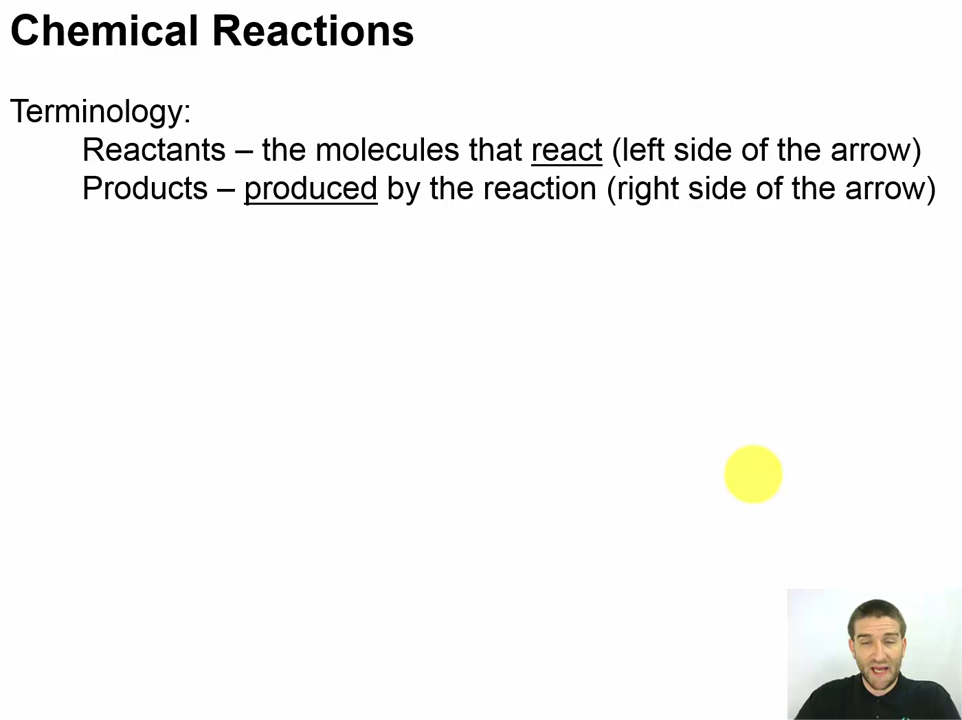 Chemical Reactions
Terminology:
Reactants – the molecules that react (left side of the arrow)
Products – produced by the reaction (right side of the arrow)